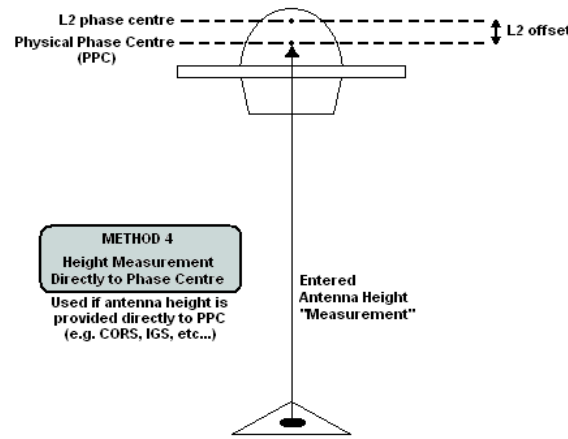 L2 phase centre
Physical Phase Centre
(PPC)
L2 offset
METHOD 4
Height Measurement
Directly to Phase Centre
Used if antenna height is
provided directly to PPC
(e.g. CORS, IGS, etc...)
Entered
Antenna Height
"Measurement"